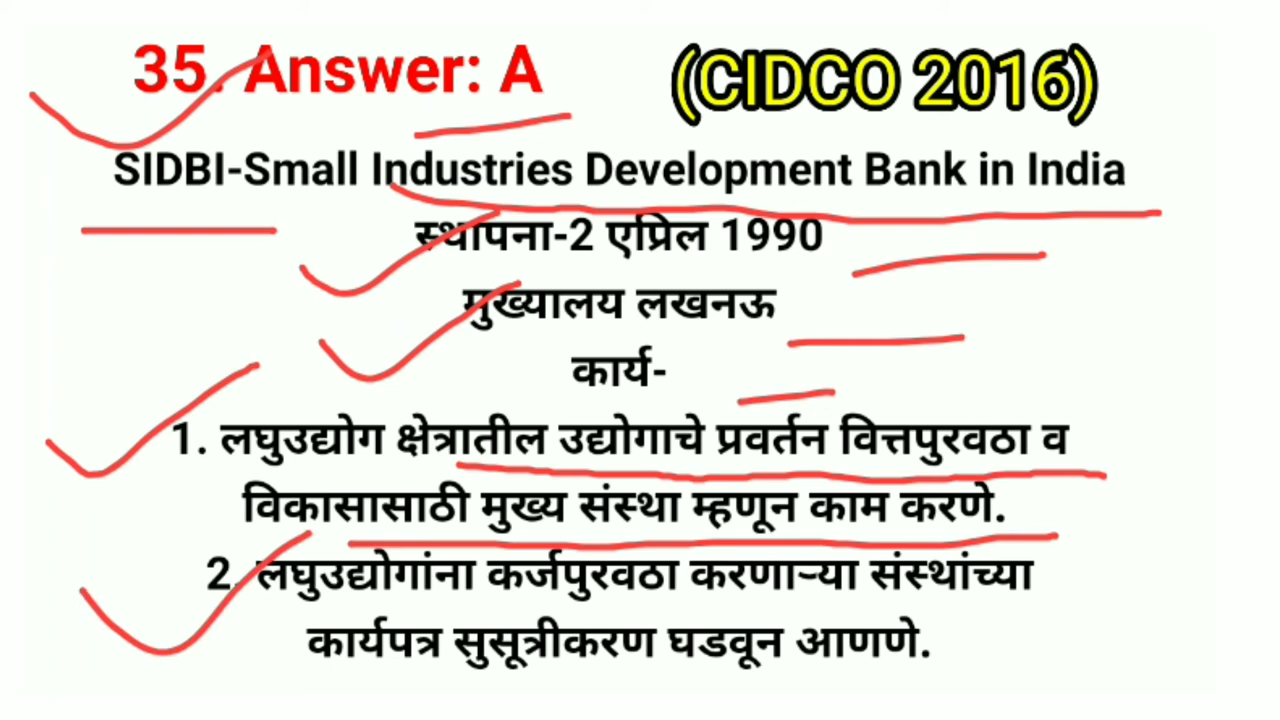 35. Answer: A (CIDCO 2016)
SIDBI-Small Industries Development Bank in India
स्थापना-2 एप्रिल 1990
मुख्यालय लखनऊ
कार्य-
1. लघुउद्योग क्षेत्रातील उद्योगाचे प्रवर्तन वित्तपुरवठा व
विकासासाठी मुख्य संस्था म्हणून काम करणे.
2. लघुउद्योगांना कर्जपुरवठा करणाऱ्या संस्थांच्या
कार्यपत्र सुसूत्रीकरण घडवून आणणे.